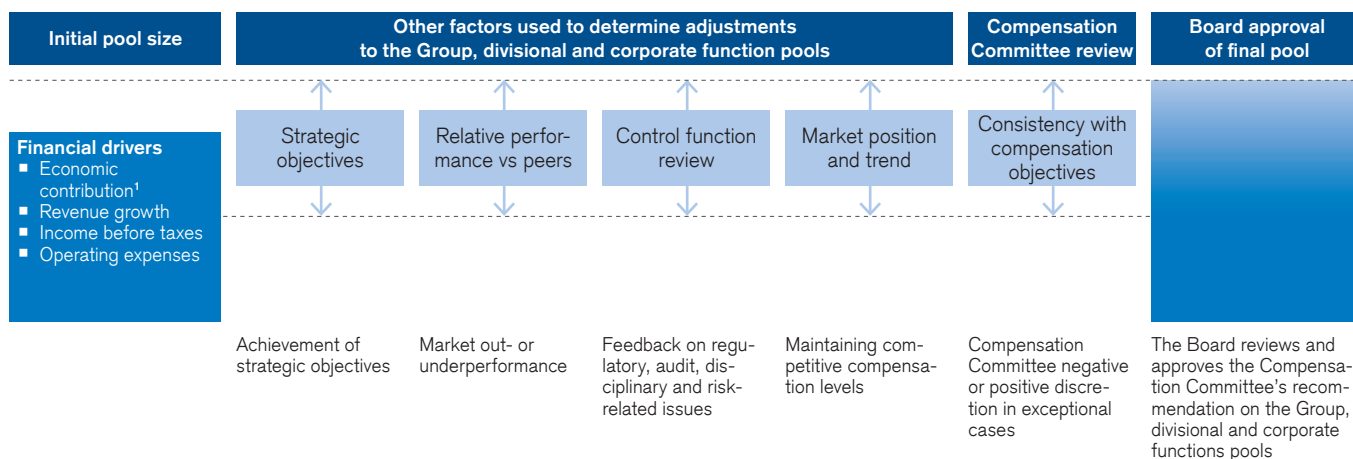 Initial pool size
Other factors used to determine adjustments
to the Group, divisional and corporate function pools
Compensation
Committee review
Board approval
of final pool
Financial drivers
■ Economic
contribution¹
■ Revenue growth
■ Income before taxes
■ Operating expenses
Strategic
objectives
Relative perfor-
mance vs peers
Control function
review
Market position
and trend
Consistency with
compensation
objectives
Achievement of
strategic objectives
Market out- or
underperformance
Feedback on regu-
latory, audit, dis-
ciplinary and risk-
related issues
Maintaining com-
petitive compensa-
tion levels
Compensation
Committee negative
or positive discre-
tion in exceptional
cases
The Board reviews and
approves the Compensa-
tion Committee’s recom-
mendation on the Group,
divisional and corporate
functions pools